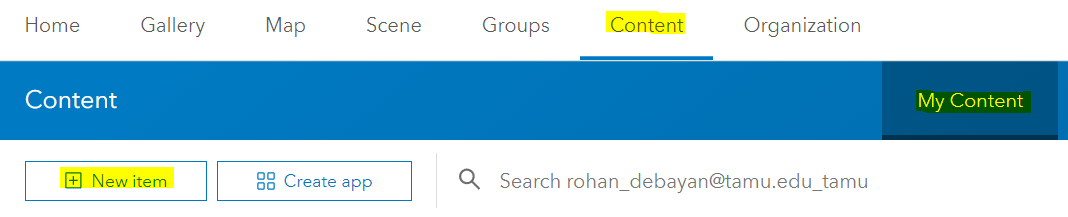 Home Gallery Map Scene Groups Content Organization
Content My Content
New item Create app Search rohan_debayan@tamu.edu_tamu